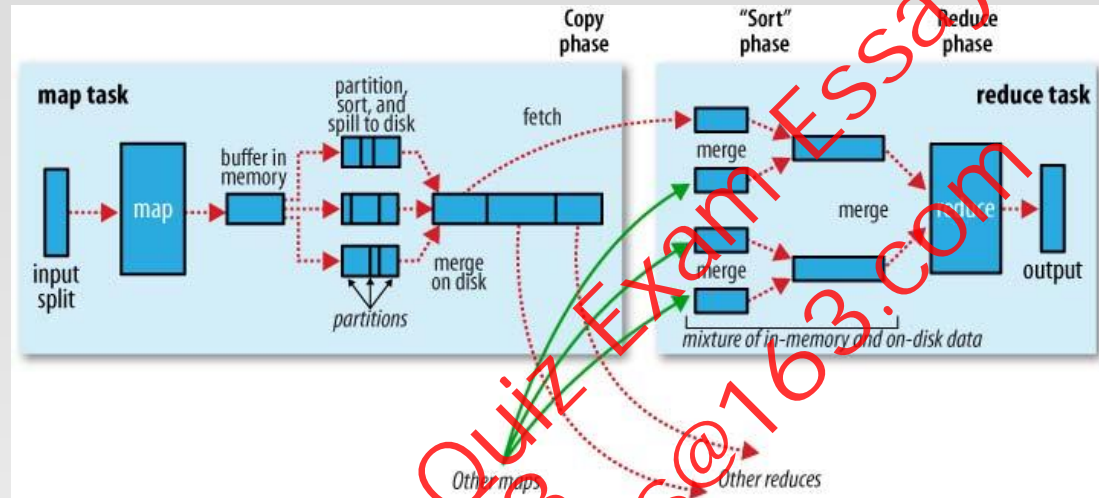 Copy
phase
"Sort"
phase
Reduce
phase
map task
partition,
sort, and
spill to disk
fetch
reduce task
buffer in
memory
merge
map
merge
reduce
input
split
merge
on disk
merge
output
partitions
mixture of in-memory and on-disk data
Other maps
Other reduces
Quiz Exam Essay
@163.com